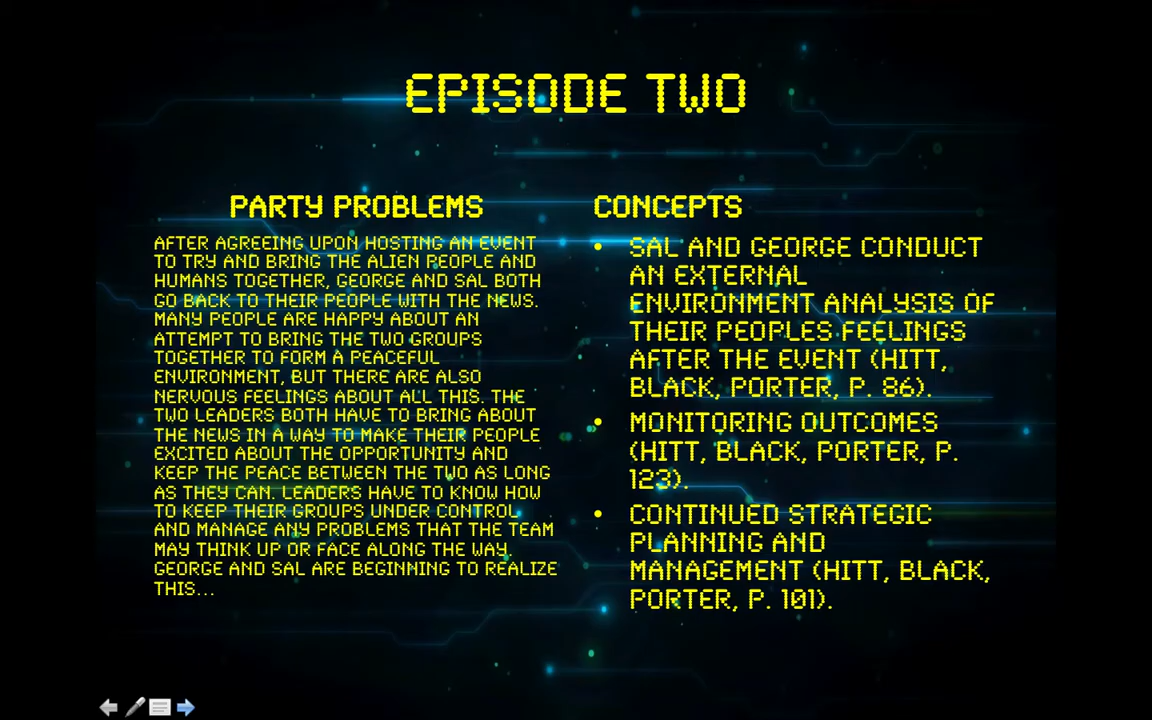 EPISODE TWO
PARTY PROBLEMS
AFTER AGREEING UPON HOSTING AN EVENT
TO TRY AND BRING THE ALIEN PEOPLE AND
HUMANS TOGETHER, GEORGE AND SAL BOTH
GO BACK TO THEIR PEOPLE WITH THE NEWS.
MANY PEOPLE ARE HAPPY ABOUT AN
ATTEMPT TO BRING THE TWO GROUPS
TOGETHER TO FORM A PEACEFUL
ENVIRONMENT, BUT THERE ARE ALSO
NERVOUS FEELINGS ABOUT ALL THIS. THE
TWO LEADERS BOTH HAVE TO BRING ABOUT
THE NEWS IN A WAY TO MAKE THEIR PEOPLE
EXCITED ABOUT THE OPPORTUNITY AND
KEEP THE PEACE BETWEEN THE TWO AS LONG
AS THEY CAN. LEADERS HAVE TO KNOW HOW
TO KEEP THEIR GROUPS UNDER CONTROL
AND MANAGE ANY PROBLEMS THAT THE TEAM
MAY THINK UP OR FACE ALONG THE WAY.
GEORGE AND SAL ARE BEGINNING TO REALIZE
THIS...
CONCEPTS
• SAL AND GEORGE CONDUCT
AN EXTERNAL
ENVIRONMENT ANALYSIS OF
THEIR PEOPLES FEELINGS
AFTER THE EVENT (HITT,
BLACK, PORTER, P. 86).
• MONITORING OUTCOMES
(HITT, BLACK, PORTER, P.
123).
• CONTINUED STRATEGIC
PLANNING AND
MANAGEMENT (HITT, BLACK,
PORTER, P. 101).